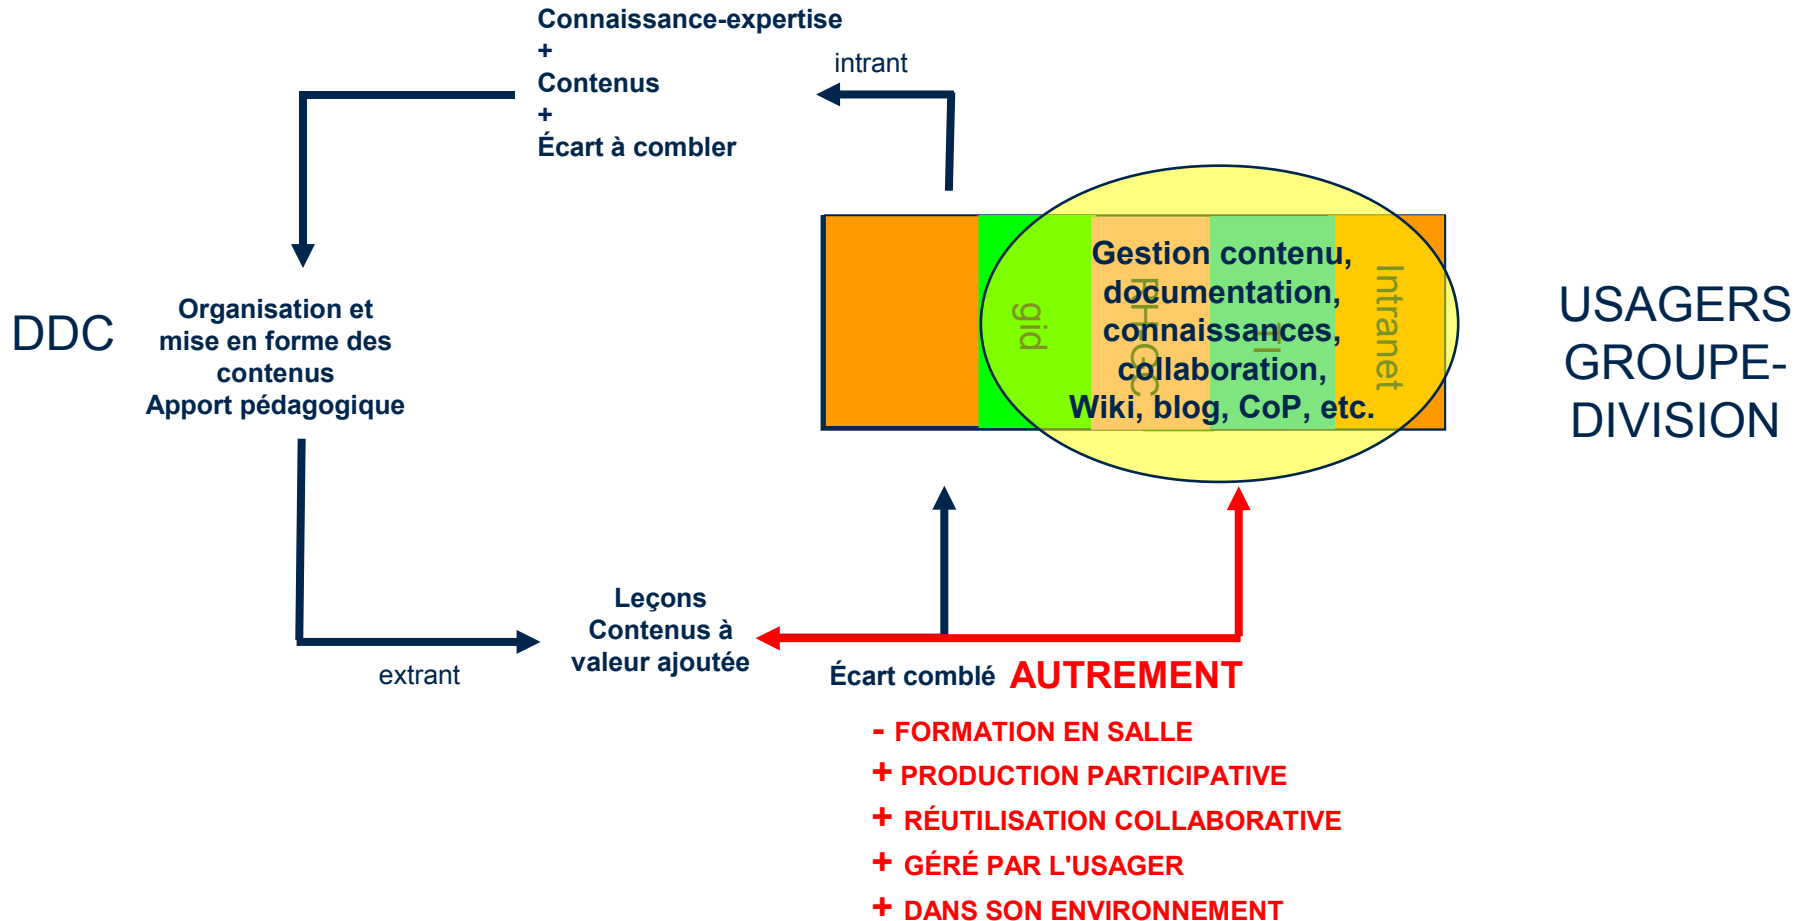 Connaissance-expertise
+
Contenus
+
Écart à combler
intrant
DDC
Organisation et
mise en forme des
contenus
Apport pédagogique
gid
TI
Intranet
Gestion contenu,
documentation,
connaissances,
collaboration,
Wiki, blog, CoP, etc.
USAGERS
GROUPE-
DIVISION
extrant
Leçons
Contenus à
valeur ajoutée
Écart comblé AUTREMENT
- FORMATION EN SALLE
+ PRODUCTION PARTICIPATIVE
+ RÉUTILISATION COLLABORATIVE
+ GÉRÉ PAR L'USAGER
+ DANS SON ENVIRONNEMENT